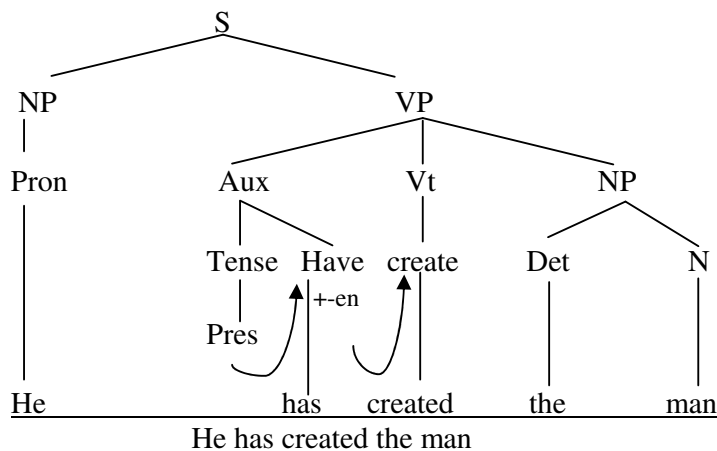 S
NP VP
Pron Aux Vt NP
Tense Have create Det N
+-en
Pres
He has created the man
He has created the man